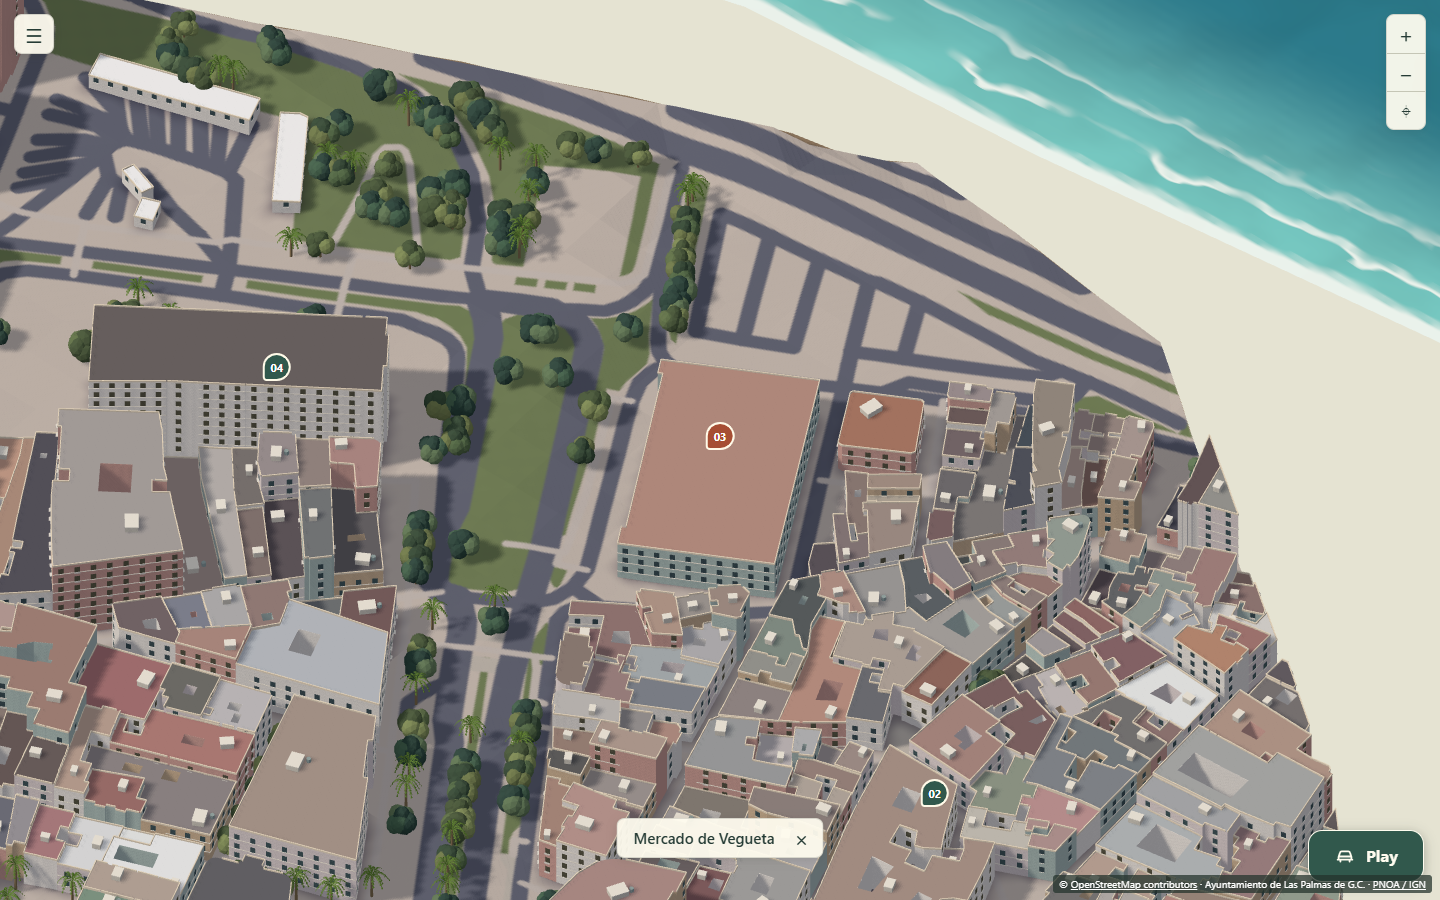 04
03
02
Mercado de Vegueta
Play
© OpenStreetMap contributors · Ayuntamiento de Las Palmas de G.C. · PNOA / IGN